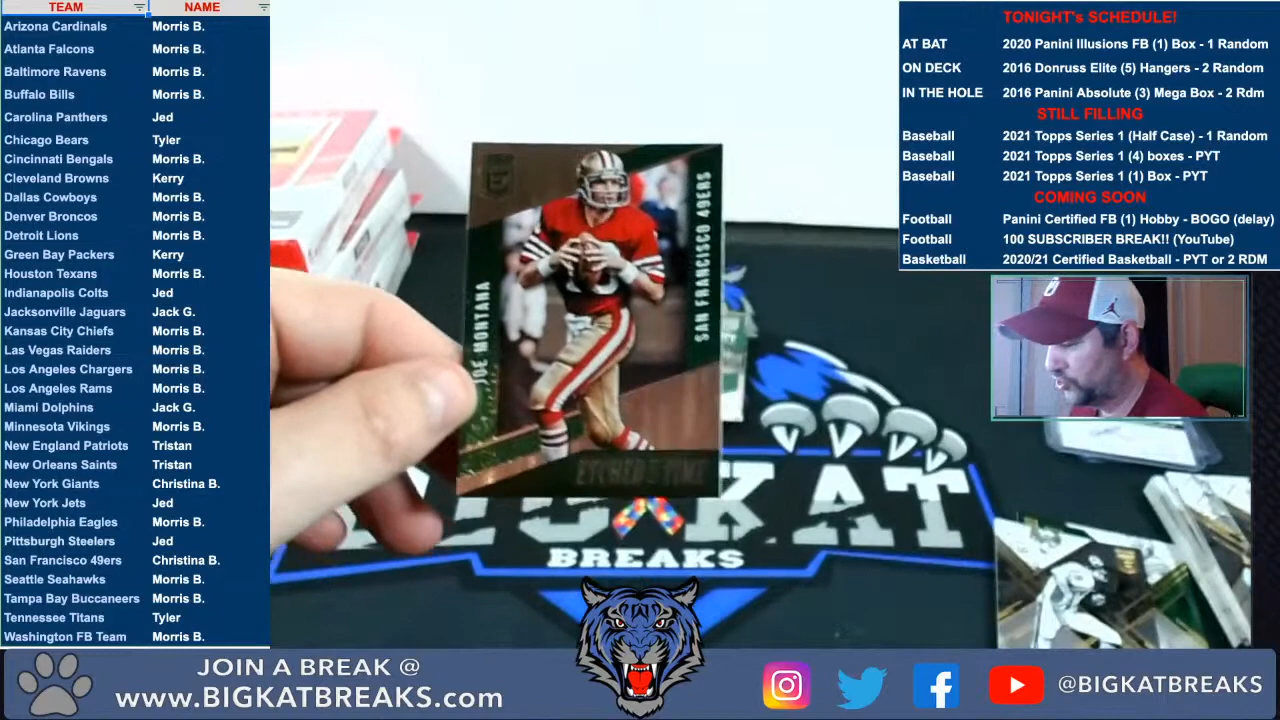 TEAM NAME
Arizona Cardinals Morris B.
Atlanta Falcons Morris B.
Baltimore Ravens Morris B.
Buffalo Bills Morris B.
Carolina Panthers Jed
Chicago Bears Tyler
Cincinnati Bengals Morris B.
Cleveland Browns Kerry
Dallas Cowboys Morris B.
Denver Broncos Morris B.
Detroit Lions Morris B.
Green Bay Packers Kerry
Houston Texans Morris B.
Indianapolis Colts Jed
Jacksonville Jaguars Jack G.
Kansas City Chiefs Morris B.
Las Vegas Raiders Morris B.
Los Angeles Chargers Morris B.
Los Angeles Rams Morris B.
Miami Dolphins Jack G.
Minnesota Vikings Morris B.
New England Patriots Tristan
New Orleans Saints Tristan
New York Giants Christina B.
New York Jets Jed
Philadelphia Eagles Morris B.
Pittsburgh Steelers Jed
San Francisco 49ers Christina B.
Seattle Seahawks Morris B.
Tampa Bay Buccaneers Morris B.
Tennessee Titans Tyler
Washington FB Team Morris B.
TONIGHT's SCHEDULE!
AT BAT 2020 Panini Illusions FB (1) Box - 1 Random
ON DECK 2016 Donruss Elite (5) Hangers - 2 Random
IN THE HOLE 2016 Panini Absolute (3) Mega Box - 2 Rdm
STILL FILLING
Baseball 2021 Topps Series 1 (Half Case) - 1 Random
Baseball 2021 Topps Series 1 (4) boxes - PYT
Baseball 2021 Topps Series 1 (1) Box - PYT
COMING SOON
Football Panini Certified FB (1) Hobby - BOGO (delay)
Football 100 SUBSCRIBER BREAK!! (YouTube)
Basketball 2020/21 Certified Basketball - PYT or 2 RDM
JOE MONTANA
SAN FRANCISCO 49ERS
ETCHED IN TIME
KAT
BREAKS
JOIN A BREAK @
www.BIGKATBREAKS.com
@BIGKATBREAKS